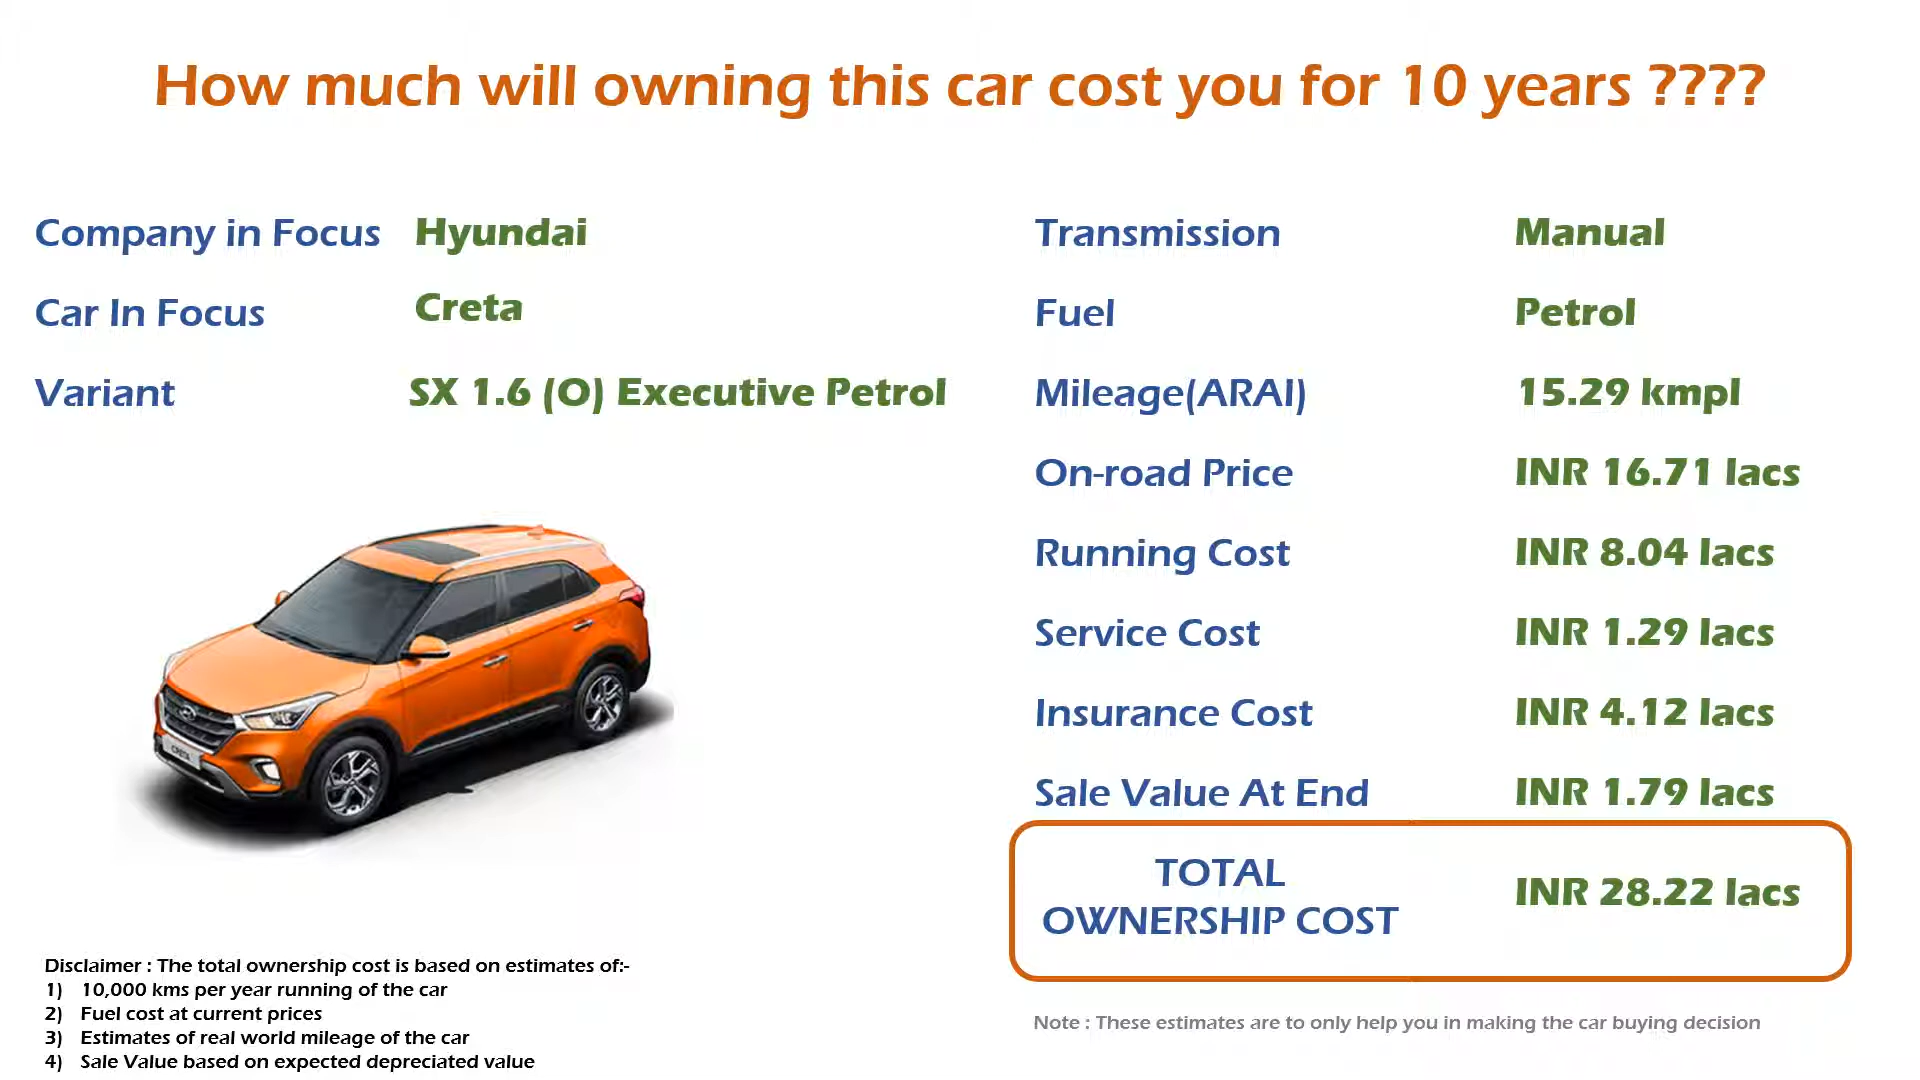 How much will owning this car cost you for 10 years ????
Company in Focus Hyundai
Car In Focus Creta
Variant SX 1.6 (O) Executive Petrol
Transmission Manual
Fuel Petrol
Mileage(ARAI) 15.29 kmpl
On-road Price INR 16.71 lacs
Running Cost INR 8.04 lacs
Service Cost INR 1.29 lacs
Insurance Cost INR 4.12 lacs
Sale Value At End INR 1.79 lacs
TOTAL
OWNERSHIP COST INR 28.22 lacs
CRETA
Disclaimer : The total ownership cost is based on estimates of:-
1) 10,000 kms per year running of the car
2) Fuel cost at current prices
3) Estimates of real world mileage of the car
4) Sale Value based on expected depreciated value
Note : These estimates are to only help you in making the car buying decision